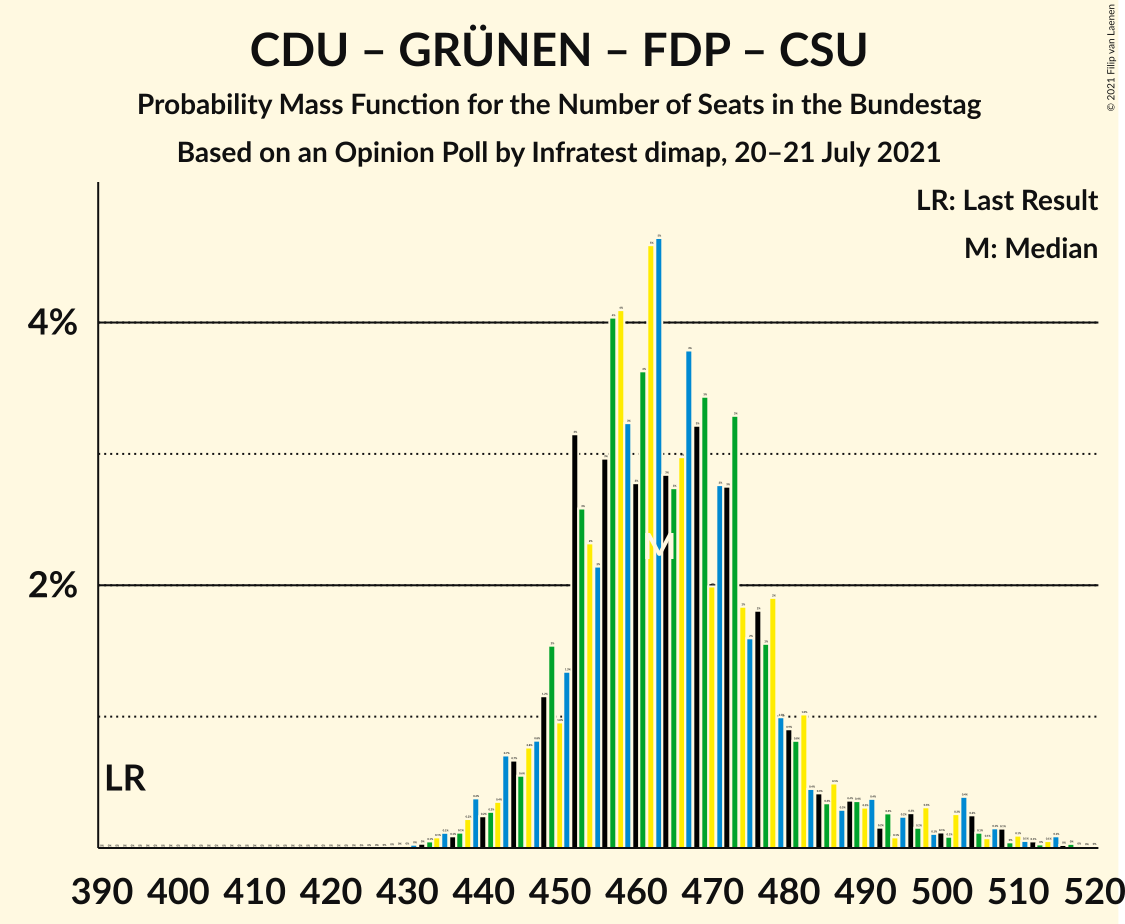 CDU – GRÜNEN – FDP – CSU
Probability Mass Function for the Number of Seats in the Bundestag
Based on an Opinion Poll by Infratest dimap, 20–21 July 2021
© 2021 Filip van Laenen
LR: Last Result
M: Median
4%
2%
M
LR
390 400 410 420 430 440 450 460 470 480 490 500 510 520